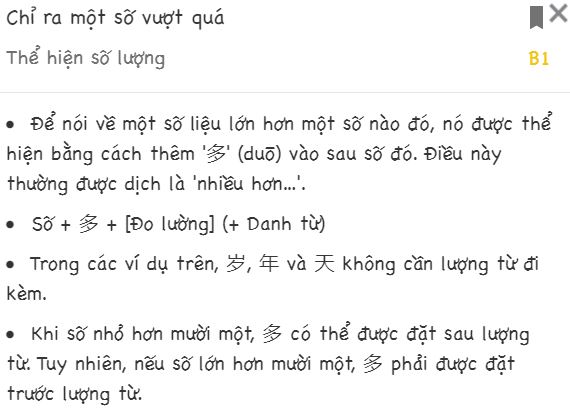 Chỉ ra một số vượt quá
Thể hiện số lượng
B1
• Để nói về một số liệu lớn hơn một số nào đó, nó được thể
hiện bằng cách thêm '多' (duō) vào sau số đó. Điều này
thường được dịch là 'nhiều hơn...'.
• Số + 多 + [Đo lường] (+ Danh từ)
• Trong các ví dụ trên, 岁, 年 và 天 không cần lượng từ đi
kèm.
• Khi số nhỏ hơn mười một, 多 có thể được đặt sau lượng
từ. Tuy nhiên, nếu số lớn hơn mười một, 多 phải được đặt
trước lượng từ.